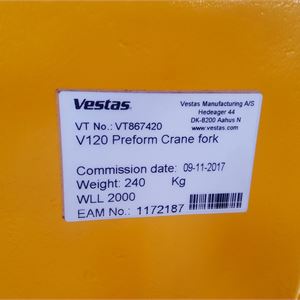 Vestas.
Vestas Manufacturing A/S
Hedeager 44
DK-8200 Aahus N
www.vestas.com
VT No.: VT867420
V120 Preform Crane fork
Commission date: 09-11-2017
Weight: 240 Kg
WLL 2000
EAM No.: 1172187